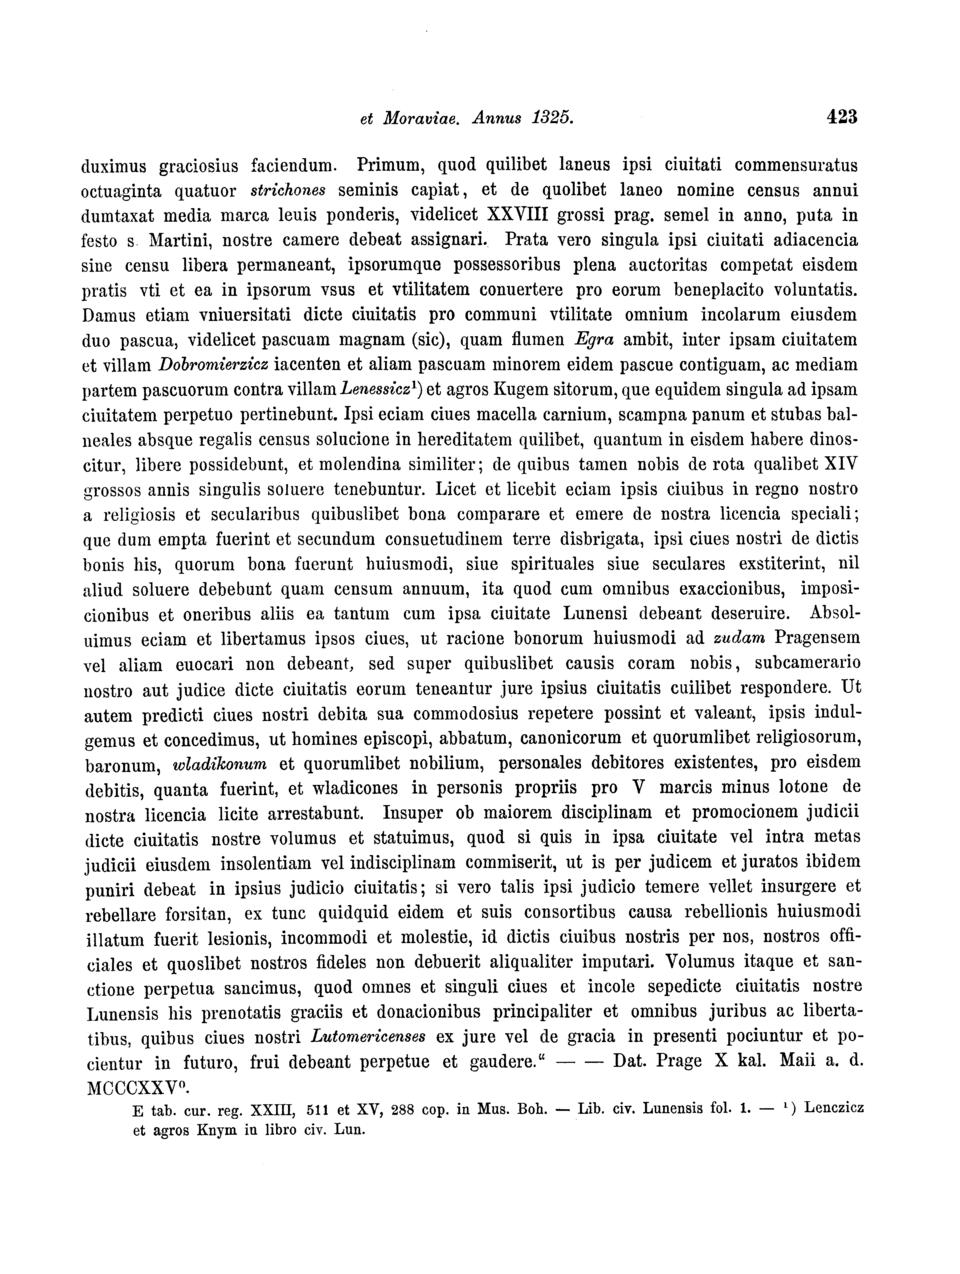 et Moraviae. Annus 1325. 423
duximus graciosius faciendum. Primum, quod quilibet laneus ipsi ciuitati commensuratus
octuaginta quatuor strichones seminis capiat, et de quolibet laneo nomine census annui
dumtaxat media marca leuis ponderis, videlicet XXVIII grossi prag. semel in anno, puta in
festo s. Martini, nostre camere debeat assignari. Prata vero singula ipsi ciuitati adiacencia
sine censu libera permaneant, ipsorumque possessoribus plena auctoritas competat eisdem
pratis vti et ea in ipsorum vsus et vtilitatem conuertere pro eorum beneplacito voluntatis.
Damus etiam vniuersitati dicte ciuitatis pro communi vtilitate omnium incolarum eiusdem
duo pascua, videlicet pascuam magnam (sic), quam flumen Egra ambit, inter ipsam ciuitatem
et villam Dobromierzicz iacenten et aliam pascuam minorem eidem pascue contiguam, ac mediam
partem pascuorum contra villam Lenessicz¹) et agros Kugem sitorum, que equidem singula ad ipsam
ciuitatem perpetuo pertinebunt. Ipsi eciam ciues macella carnium, scampna panum et stubas bal-
neales absque regalis census solucione in hereditatem quilibet, quantum in eisdem habere dinos-
citur, libere possidebunt, et molendina similiter; de quibus tamen nobis de rota qualibet XIV
grossos annis singulis soluere tenebuntur. Licet et licebit eciam ipsis ciuibus in regno nostro
a religiosis et secularibus quibuslibet bona comparare et emere de nostra licencia speciali;
que dum empta fuerint et secundum consuetudinem terre disbrigata, ipsi ciues nostri de dictis
bonis his, quorum bona fuerunt huiusmodi, siue spirituales siue seculares exstiterint, nil
aliud soluere debebunt quam censum annuum, ita quod cum omnibus exaccionibus, imposi-
cionibus et oneribus aliis ea tantum cum ipsa ciuitate Lunensi debeant deseruire. Absol-
uimus eciam et libertamus ipsos ciues, ut racione bonorum huiusmodi ad zudam Pragensem
vel aliam euocari non debeant, sed super quibuslibet causis coram nobis, subcamerario
nostro aut judice dicte ciuitatis eorum teneantur jure ipsius ciuitatis cuilibet respondere. Ut
autem predicti ciues nostri debita sua commodosius repetere possint et valeant, ipsis indul-
gemus et concedimus, ut homines episcopi, abbatum, canonicorum et quorumlibet religiosorum,
baronum, wladikonum et quorumlibet nobilium, personales debitores existentes, pro eisdem
debitis, quanta fuerint, et wladicones in personis propriis pro V marcis minus lotone de
nostra licencia licite arrestabunt. Insuper ob maiorem disciplinam et promocionem judicii
dicte ciuitatis nostre volumus et statuimus, quod si quis in ipsa ciuitate vel intra metas
judicii eiusdem insolentiam vel indisciplinam commiserit, ut is per judicem et juratos ibidem
puniri debeat in ipsius judicio ciuitatis; si vero talis ipsi judicio temere vellet insurgere et
rebellare forsitan, ex tunc quidquid eidem et suis consortibus causa rebellionis huiusmodi
illatum fuerit lesionis, incommodi et molestie, id dictis ciuibus nostris per nos, nostros offi-
ciales et quoslibet nostros fideles non debuerit aliqualiter imputari. Volumus itaque et san-
ctione perpetua sancimus, quod omnes et singuli ciues et incole sepedicte ciuitatis nostre
Lunensis his prenotatis graciis et donacionibus principaliter et omnibus juribus ac liberta-
tibus, quibus ciues nostri Lutomericenses ex jure vel de gracia in presenti pociuntur et po-
cientur in futuro, frui debeant perpetue et gaudere.“ — — Dat. Prage X kal. Maii a. d.
MCCCXXV⁰.
E tab. cur. reg. XXIII, 511 et XV, 288 cop. in Mus. Boh. — Lib. civ. Lunensis fol. 1. — ¹) Lenczicz
et agros Knym in libro civ. Lun.